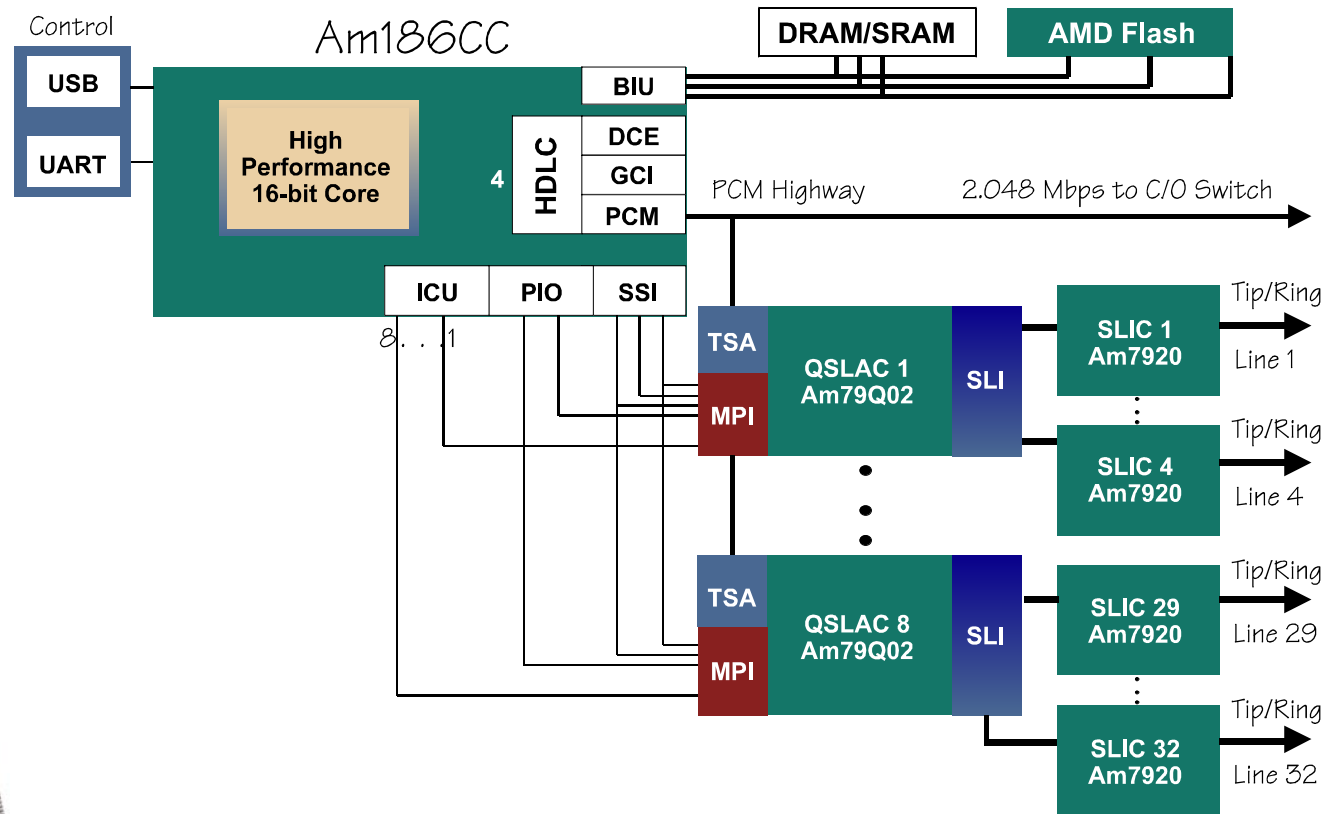 Control
Am186CC
DRAM/SRAM
AMD Flash
USB
UART
High
Performance
16-bit Core
BIU
4
HDLC
DCE
GCI
PCM
PCM Highway
2.048 Mbps to C/O Switch
ICU
PIO
SSI
8. . .1
TSA
MPI
QSLAC 1
Am79Q02
SLI
SLIC 1
Am7920
Tip/Ring
Line 1
SLIC 4
Am7920
Tip/Ring
Line 4
TSA
MPI
QSLAC 8
Am79Q02
SLI
SLIC 29
Am7920
Tip/Ring
Line 29
SLIC 32
Am7920
Tip/Ring
Line 32